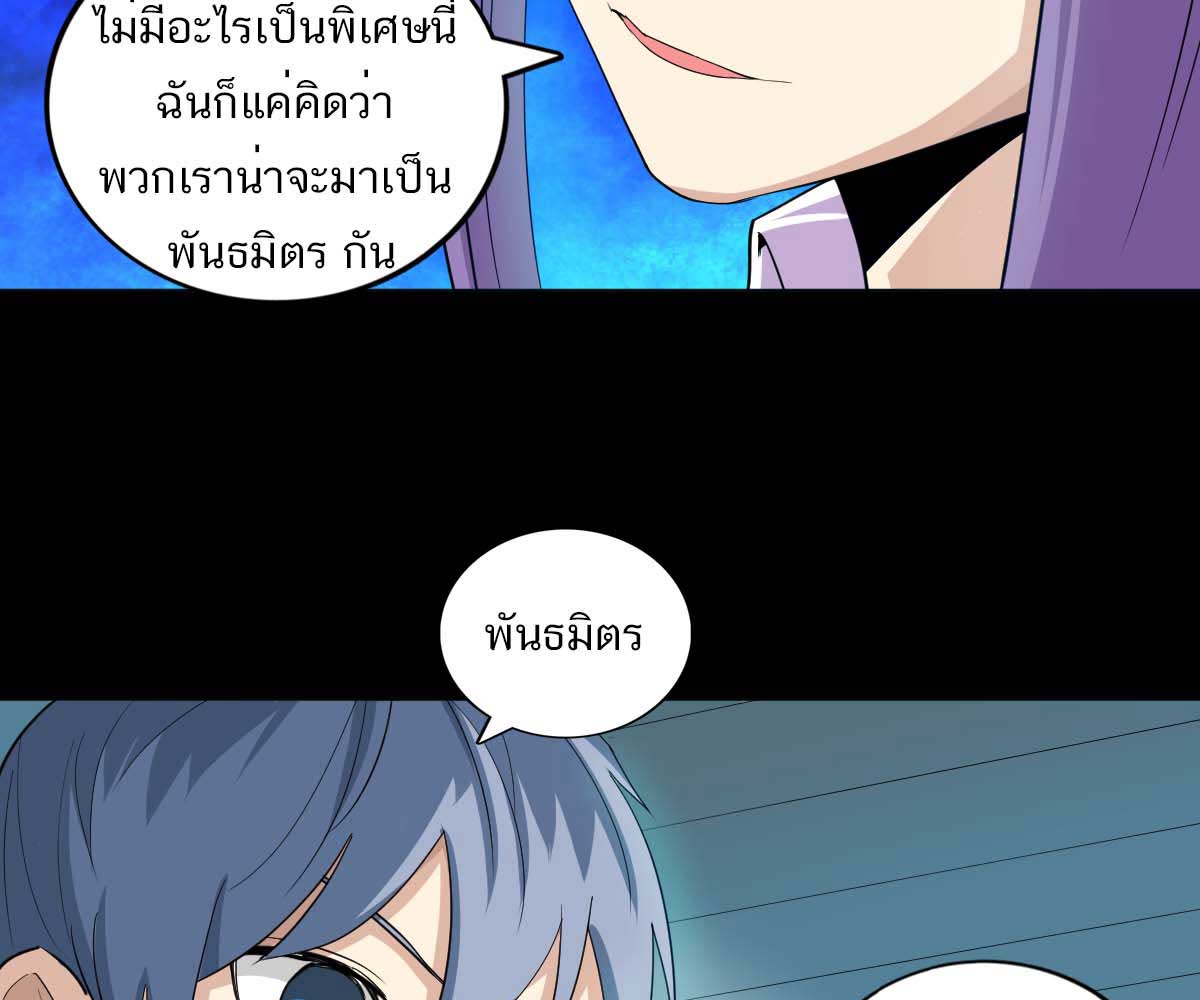 ไม่มีอะไรเป็นพิเศษนี่
ฉันก็แค่คิดว่า
พวกเราน่าจะมาเป็น
พันธมิตร กัน
พันธมิตร